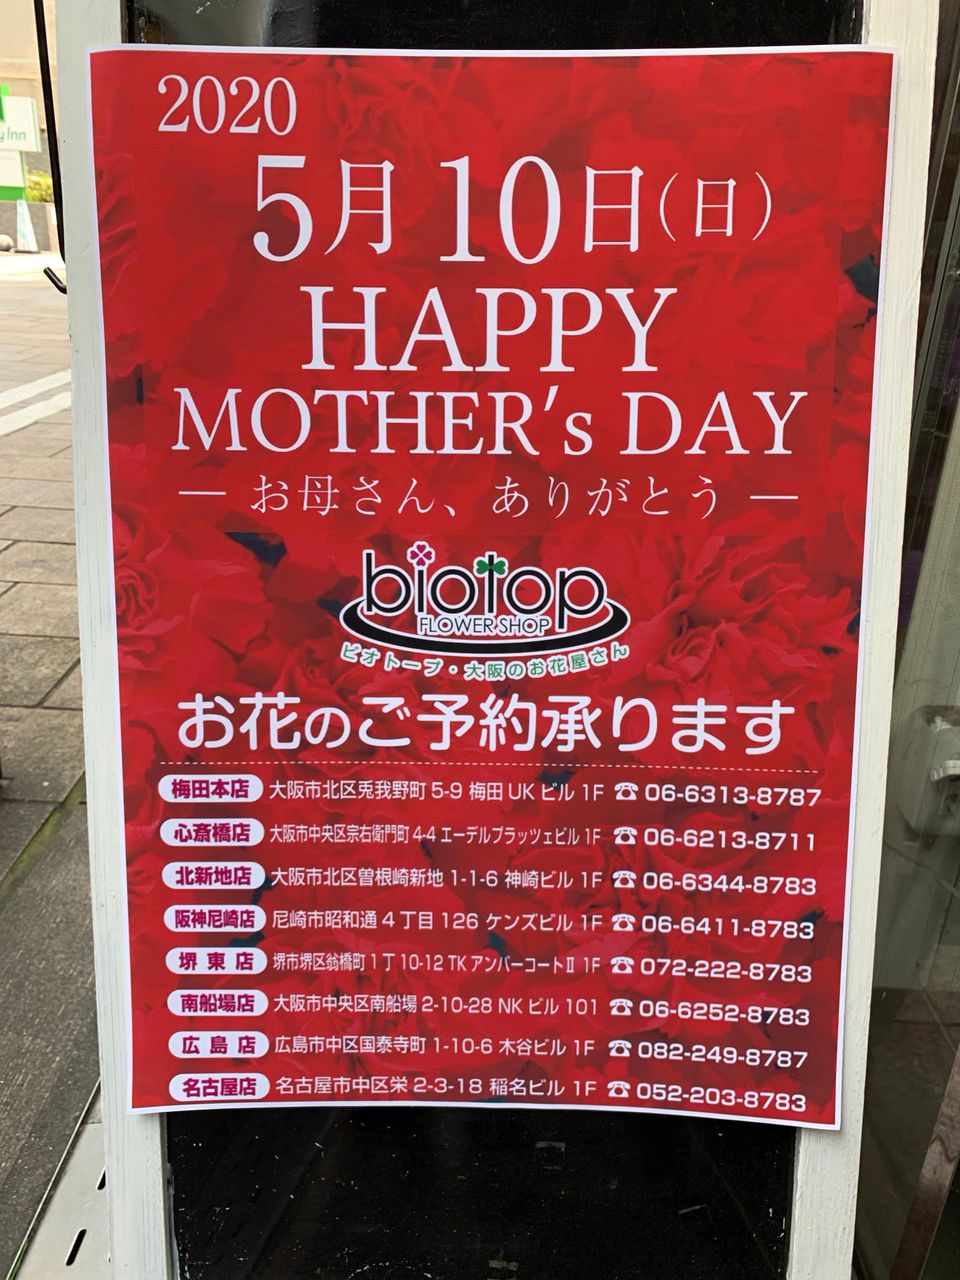 y Inn
2020
5月10日(日)
HAPPY
MOTHER's DAY
― お母さん、ありがとう ―
biotop
FLOWER SHOP
ビオトープ・大阪のお花屋さん
お花のご予約承ります
梅田本店 大阪市北区兎我野町 5-9 梅田 UK ビル 1F ☎ 06-6313-8787
心斎橋店 大阪市中央区宗右衛門町 4-4 エーデルプラッツェビル 1F ☎ 06-6213-8711
北新地店 大阪市北区曽根崎新地 1-1-6 神崎ビル 1F ☎ 06-6344-8783
阪神尼崎店 尼崎市昭和通 4 丁目 126 ケンズビル 1F ☎ 06-6411-8783
堺東店 堺市堺区翁橋町 1 丁 10-12 TK アンバーコートⅡ 1F ☎ 072-222-8783
南船場店 大阪市中央区南船場 2-10-28 NK ビル 101 ☎ 06-6252-8783
広島店 広島市中区国泰寺町 1-10-6 木谷ビル 1F ☎ 082-249-8787
名古屋店 名古屋市中区栄 2-3-18 稲名ビル 1F ☎ 052-203-8783